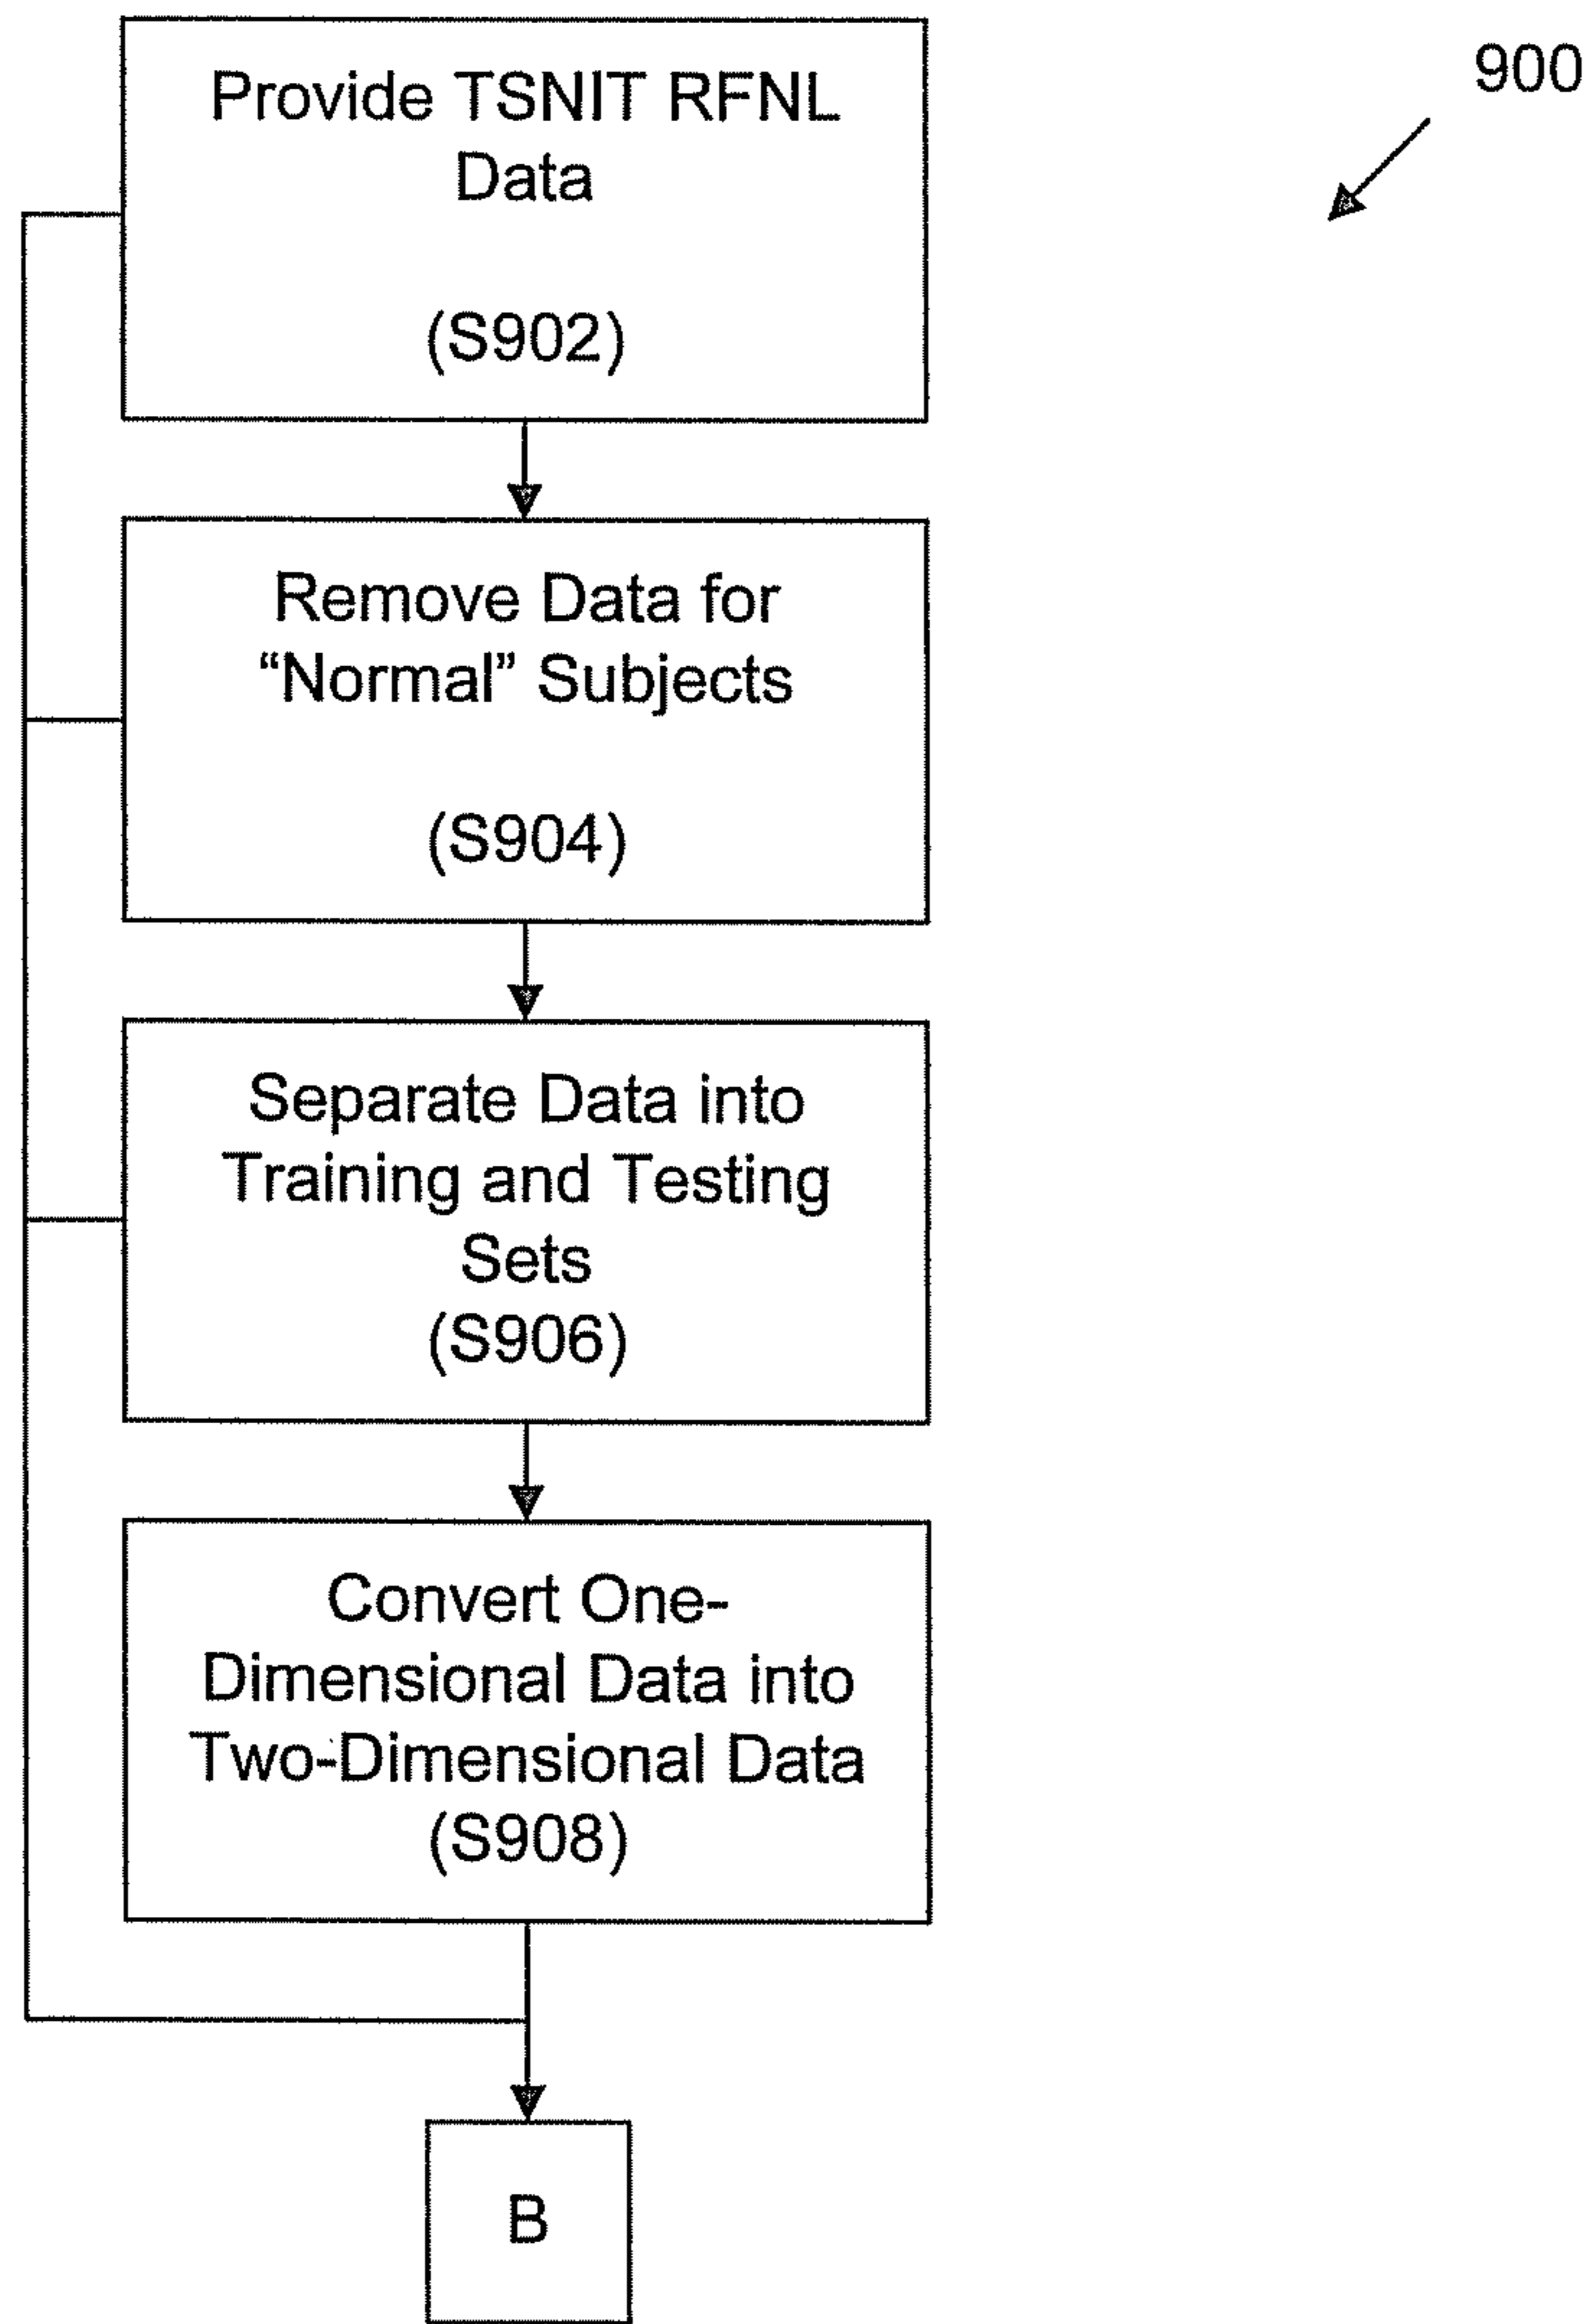 900
Provide TSNIT RFNL
Data
(S902)
Remove Data for
“Normal” Subjects
(S904)
Separate Data into
Training and Testing
Sets
(S906)
Convert One-
Dimensional Data into
Two-Dimensional Data
(S908)
B